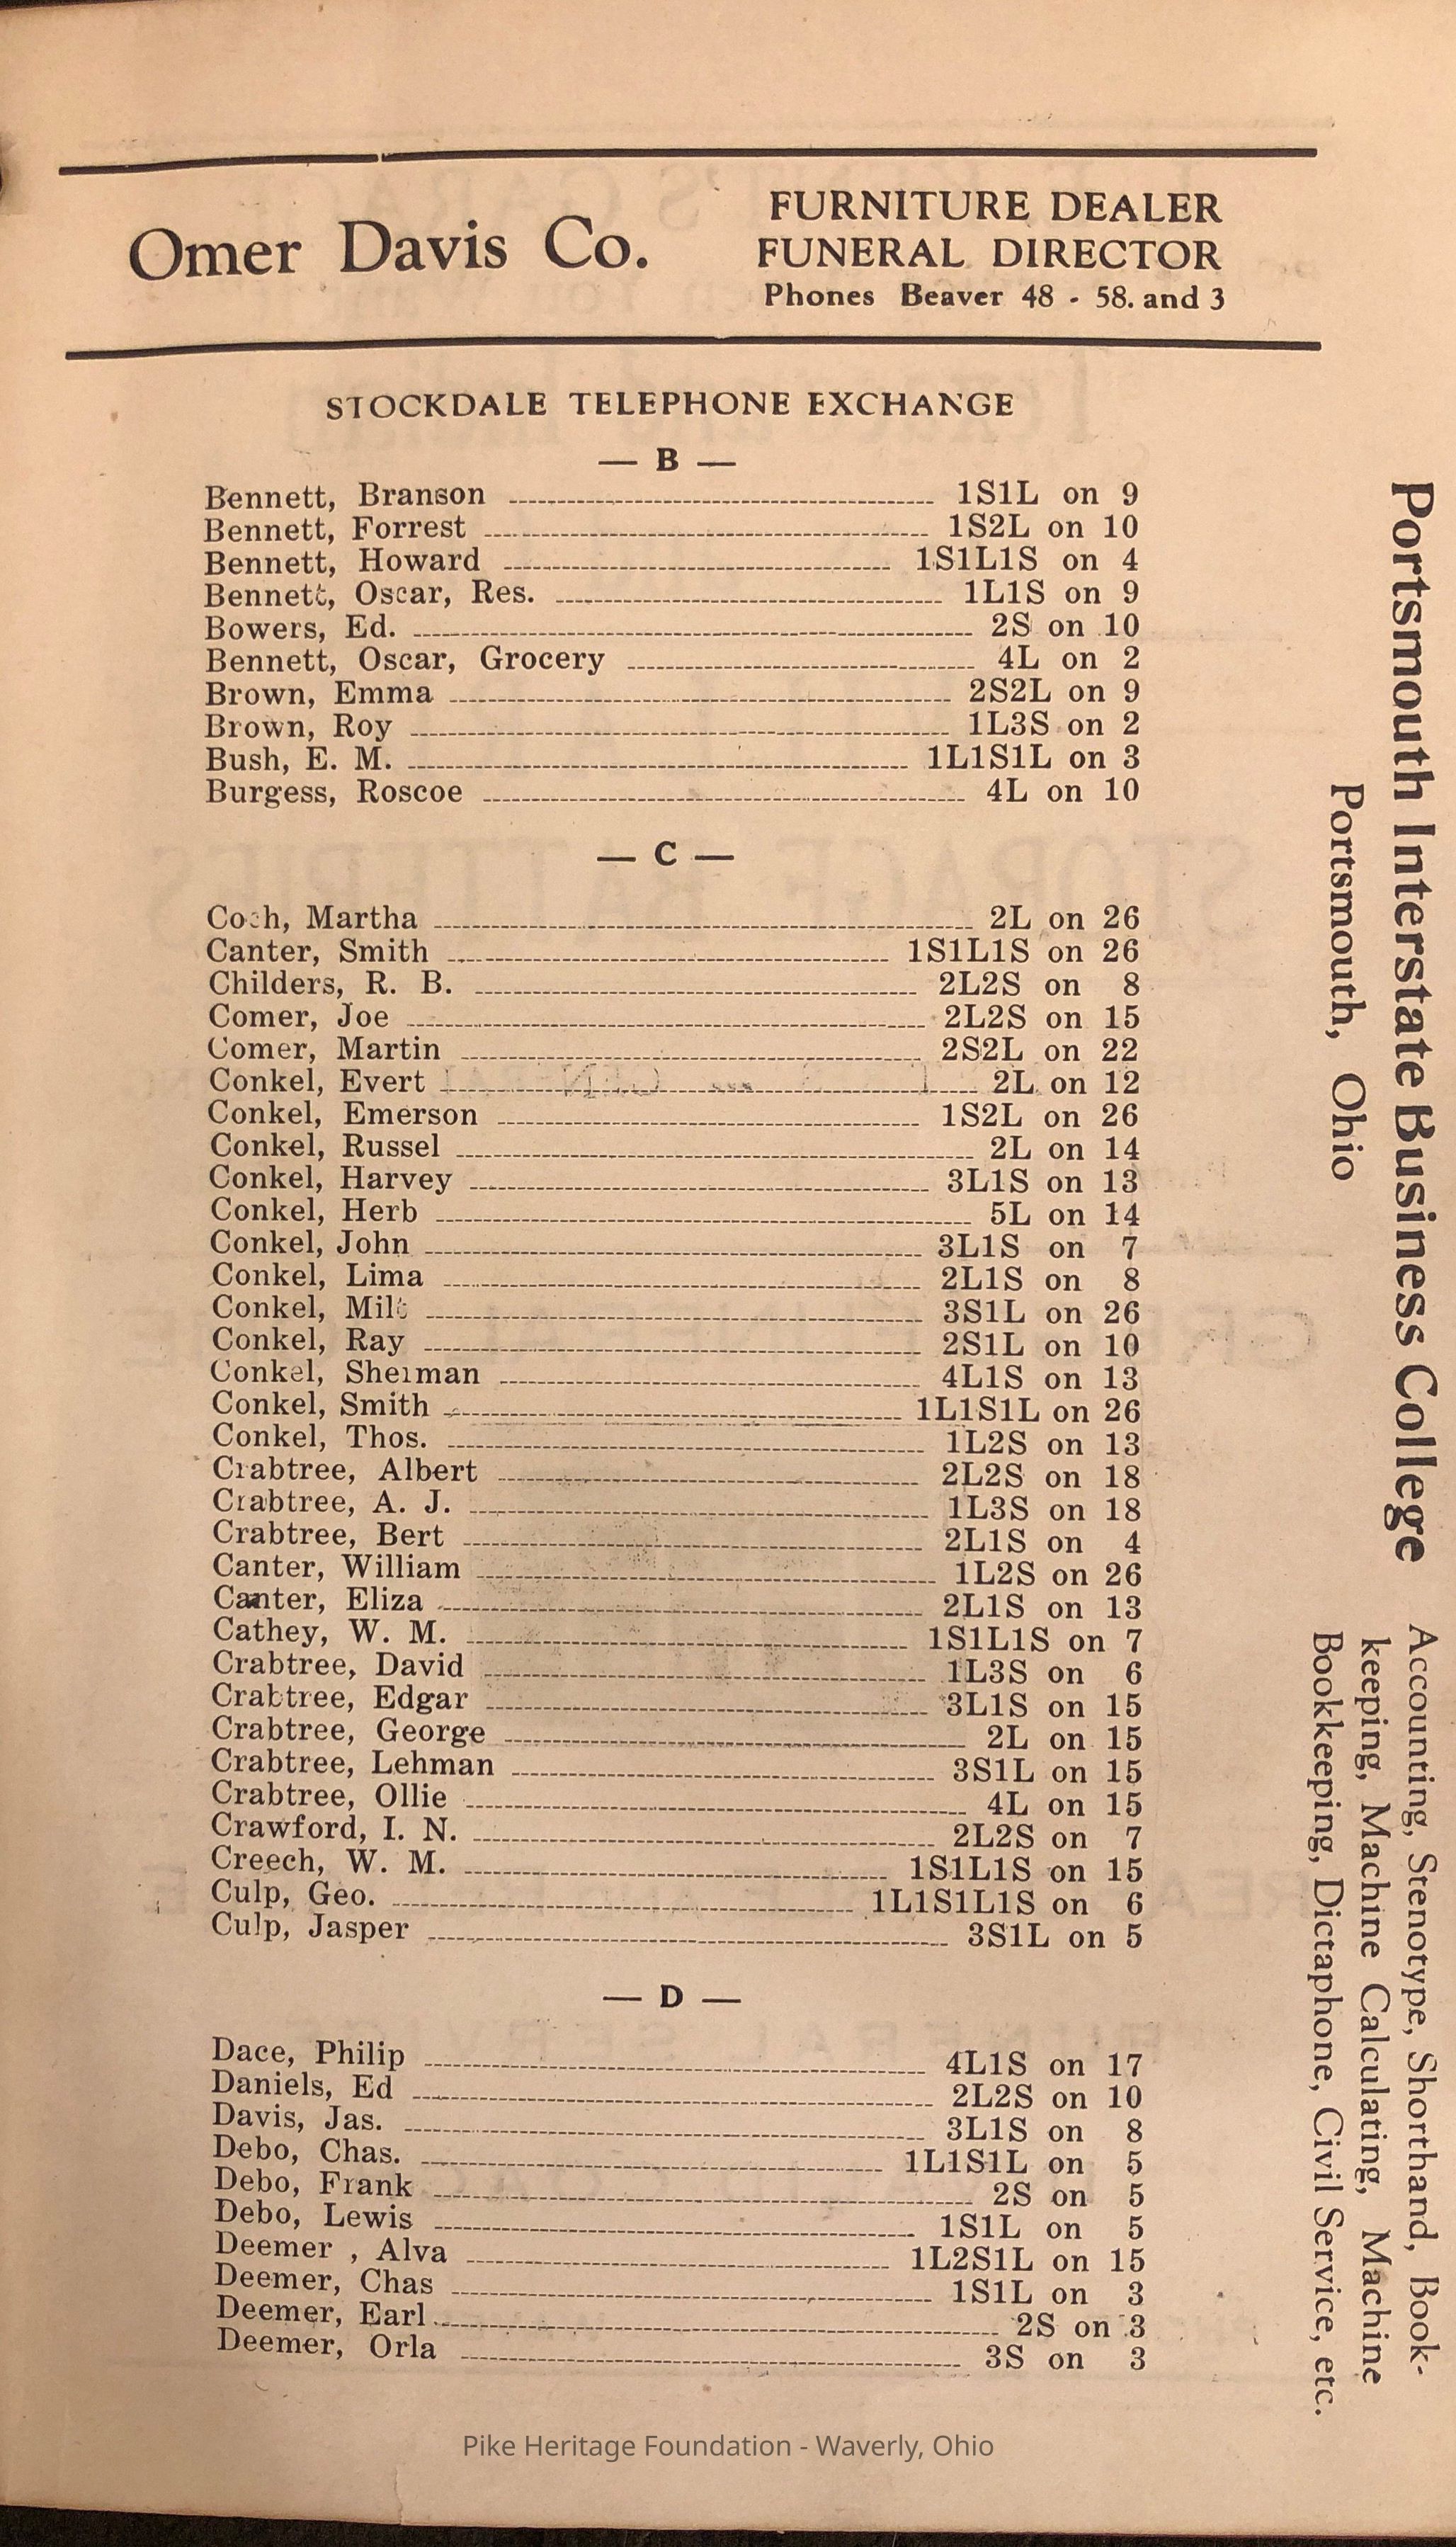 Omer Davis Co.
FURNITURE DEALER
FUNERAL DIRECTOR
Phones Beaver 48 - 58. and 3
STOCKDALE TELEPHONE EXCHANGE
— B —
Bennett, Branson 1S1L on 9
Bennett, Forrest 1S2L on 10
Bennett, Howard 1S1L1S on 4
Bennett, Oscar, Res. 1L1S on 9
Bowers, Ed. 2S on 10
Bennett, Oscar, Grocery 4L on 2
Brown, Emma 2S2L on 9
Brown, Roy 1L3S on 2
Bush, E. M. 1L1S1L on 3
Burgess, Roscoe 4L on 10
— C —
Martha 2L on 26
Canter, Smith 1S1L1S on 26
Childers, R. B. 2L2S on 8
Comer, Joe 2L2S on 15
Comer, Martin 2S2L on 22
Conkel, Evert 2L on 12
Conkel, Emerson 1S2L on 26
Conkel, Russel 2L on 14
Conkel, Harvey 3L1S on 13
Conkel, Herb 5L on 14
Conkel, John 3L1S on 7
Conkel, Lima 2L1S on 8
Conkel, Milt 3S1L on 26
Conkel, Ray 2S1L on 10
Conkel, Sherman 4L1S on 13
Conkel, Smith 1L1S1L on 26
Conkel, Thos. 1L2S on 13
Crabtree, Albert 2L2S on 18
Crabtree, A. J. 1L3S on 18
Crabtree, Bert 2L1S on 4
Canter, William 1L2S on 26
Canter, Eliza 2L1S on 13
Cathey, W. M. 1S1L1S on 7
Crabtree, David 1L3S on 6
Crabtree, Edgar 3L1S on 15
Crabtree, George 2L on 15
Crabtree, Lehman 3S1L on 15
Crabtree, Ollie 4L on 15
Crawford, I. N. 2L2S on 7
Creech, W. M. 1S1L1S on 15
Culp, Geo. 1L1S1L1S on 6
Culp, Jasper 3S1L on 5
— D —
Dace, Philip 4L1S on 17
Daniels, Ed 2L2S on 10
Davis, Jas. 3L1S on 8
Debo, Chas. 1L1S1L on 5
Debo, Frank 2S on 5
Debo, Lewis 1S1L on 5
Deemer , Alva 1L2S1L on 15
Deemer, Chas 1S1L on 3
Deemer, Earl 2S on 3
Deemer, Orla 3S on 3
Portsmouth Interstate Business College
Portsmouth, Ohio
Accounting, Stenotype, Shorthand, Book-
keeping, Machine Calculating, Machine
Bookkeeping, Dictaphone, Civil Service, etc.
Pike Heritage Foundation - Waverly, Ohio